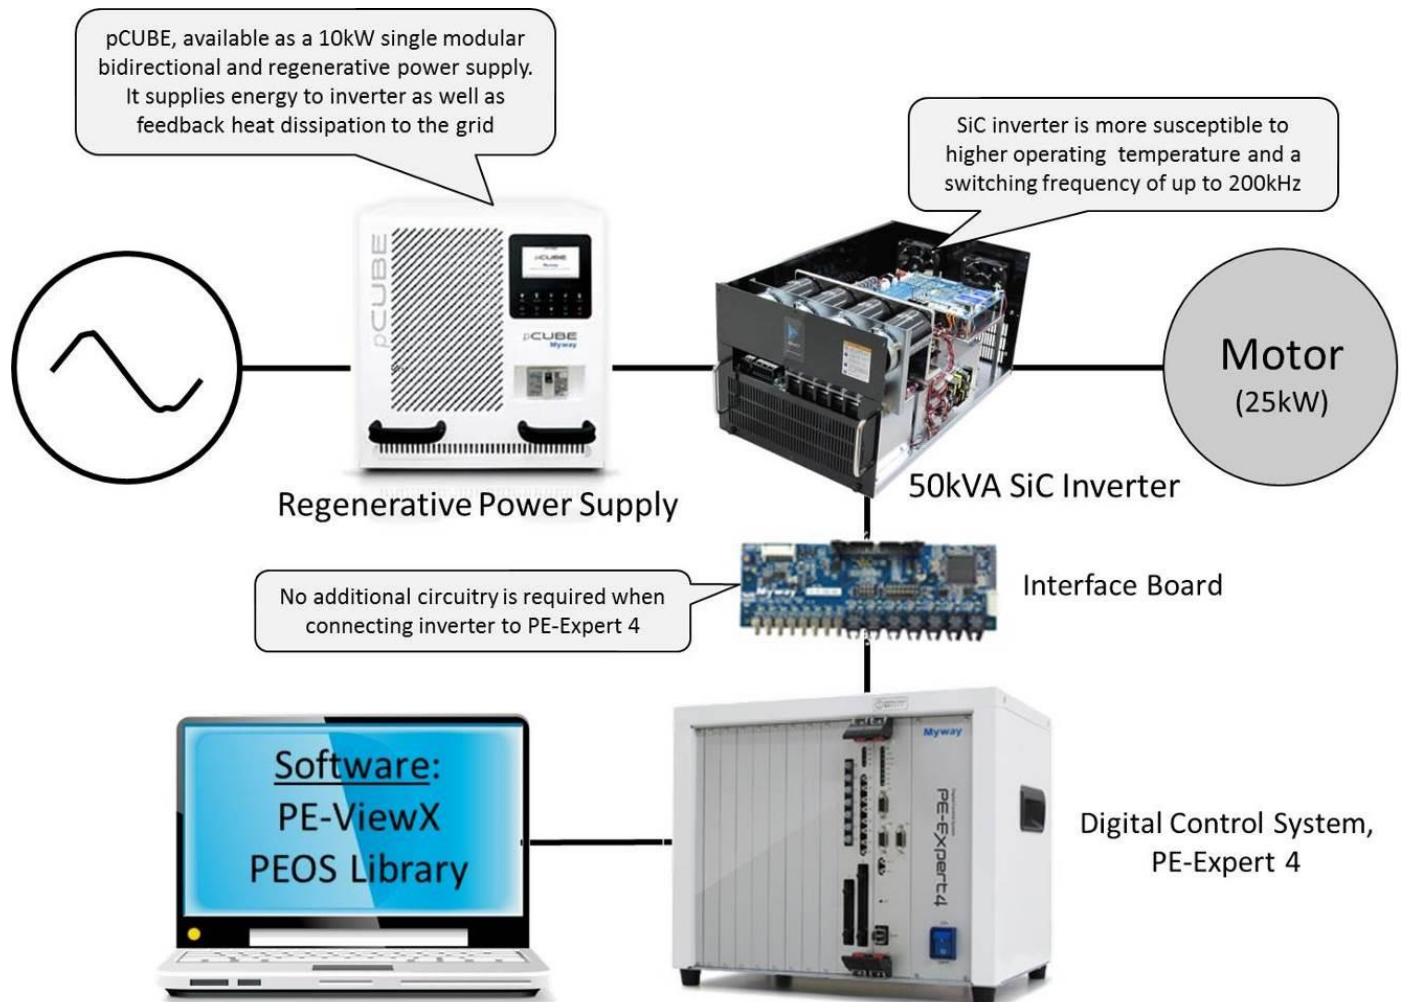 pCUBE, available as a 10kW single modular
bidirectional and regenerative power supply.
It supplies energy to inverter as well as
feedback heat dissipation to the grid
SiC inverter is more susceptible to
higher operating temperature and a
switching frequency of up to 200kHz
pCUBE
pCUBE
pCUBE
Myway
Motor
(25kW)
Regenerative Power Supply
50kVA SiC Inverter
No additional circuitry is required when
connecting inverter to PE-Expert 4
Interface Board
Software:
PE-ViewX
PEOS Library
Myway
PE-Expert4
Digital Control System,
PE-Expert 4